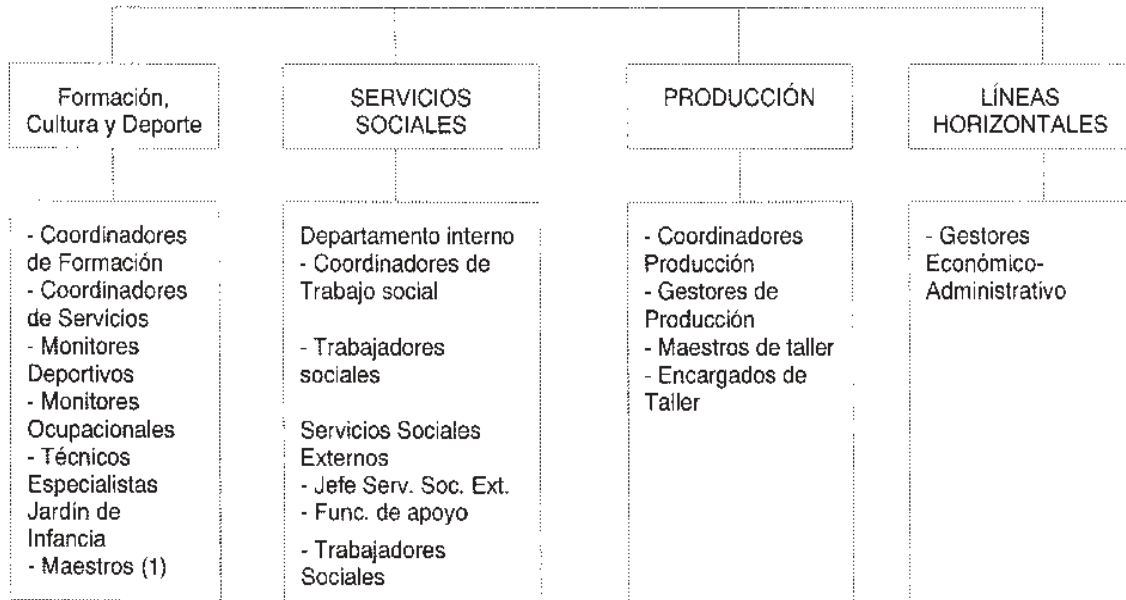 Formación,
Cultura y Deporte
SERVICIOS
SOCIALES
PRODUCCIÓN
LÍNEAS
HORIZONTALES
- Coordinadores
de Formación
- Coordinadores
de Servicios
- Monitores
Deportivos
- Monitores
Ocupacionales
- Técnicos
Especialistas
Jardín de
Infancia
- Maestros (1)
Departamento interno
- Coordinadores de
Trabajo social
- Trabajadores
sociales
Servicios Sociales
Externos
- Jefe Serv. Soc. Ext.
- Func. de apoyo
- Trabajadores
Sociales
- Coordinadores
Producción
- Gestores de
Producción
- Maestros de taller
- Encargados de
Taller
- Gestores
Económico-
Administrativo